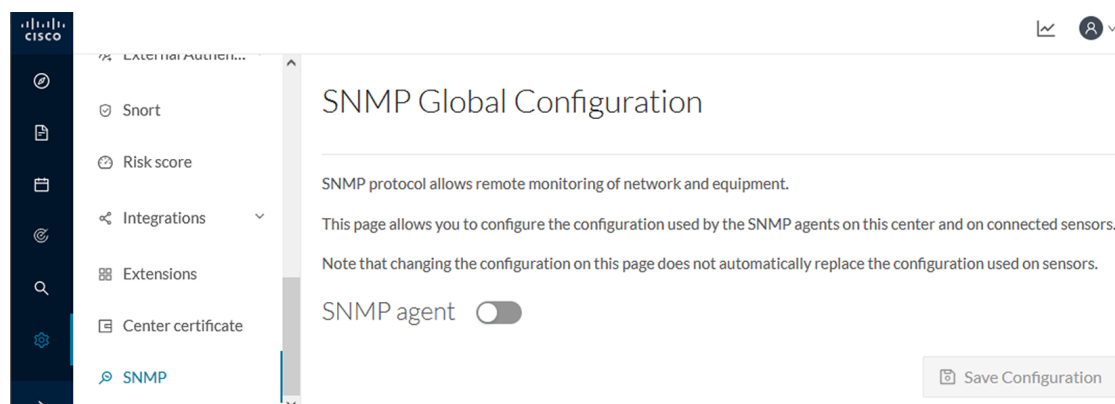 CISCO
External Authen...
Snort
Risk score
Integrations
Extensions
Center certificate
SNMP
SNMP Global Configuration
SNMP protocol allows remote monitoring of network and equipment.
This page allows you to configure the configuration used by the SNMP agents on this center and on connected sensors.
Note that changing the configuration on this page does not automatically replace the configuration used on sensors.
SNMP agent
Save Configuration